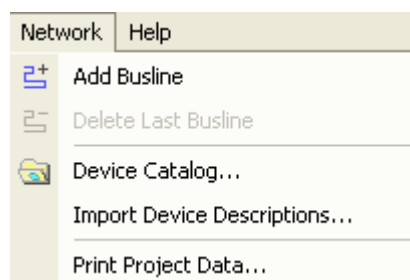 Network Help
Add Busline
Delete Last Busline
Device Catalog...
Import Device Descriptions...
Print Project Data...